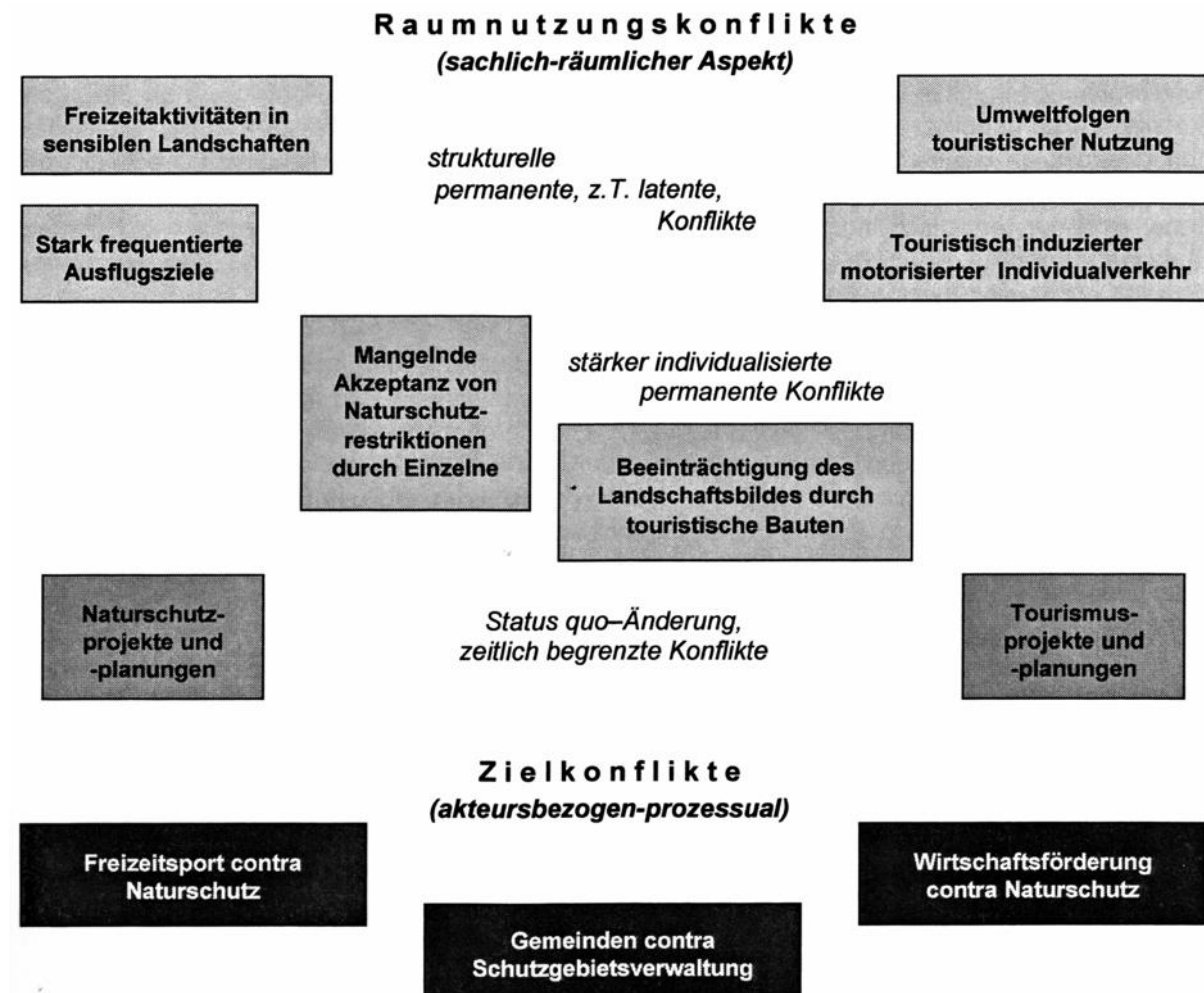 Raumnutzungskonflikte
(sachlich-räumlicher Aspekt)
Freizeitaktivitäten in
sensiblen Landschaften
Umweltfolgen
touristischer Nutzung
strukturelle
permanente, z.T. latente,
Konflikte
Stark frequentierte
Ausflugsziele
Touristisch induzierter
motorisierter Individualverkehr
Mangelnde
Akzeptanz von
Naturschutz-
restriktionen
durch Einzelne
stärker individualisierte
permanente Konflikte
Beeinträchtigung des
Landschaftsbildes durch
touristische Bauten
Naturschutz-
projekte und
-planungen
Status quo–Änderung,
zeitlich begrenzte Konflikte
Tourismus-
projekte und
-planungen
Zielkonflikte
(akteursbezogen-prozessual)
Freizeitsport contra
Naturschutz
Wirtschaftsförderung
contra Naturschutz
Gemeinden contra
Schutzgebietsverwaltung